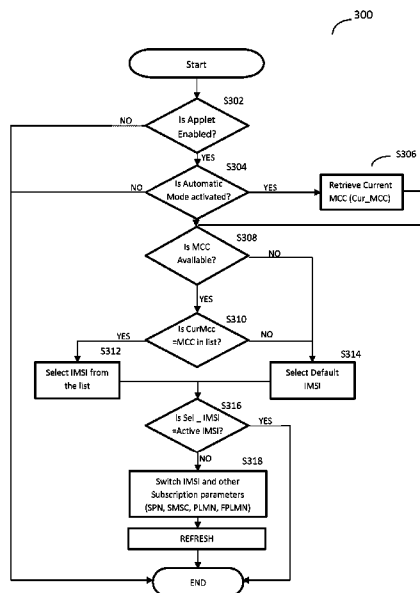 300
Start
S302
NO
Is Applet
Enabled?
YES
S304
NO
Is Automatic
Mode activated?
YES
S306
Retrieve Current
MCC (Cur_MCC)
S308
Is MCC
Available?
NO
YES
S310
YES
Is CurMcc
=MCC in list?
NO
S312
Select IMSI from
the list
S314
Select Default
IMSI
S316
Is Sel _ IMSI
=Active IMSI?
YES
NO
S318
Switch IMSI and other
Subscription parameters
(SPN, SMSC, PLMN, FPLMN)
REFRESH
END